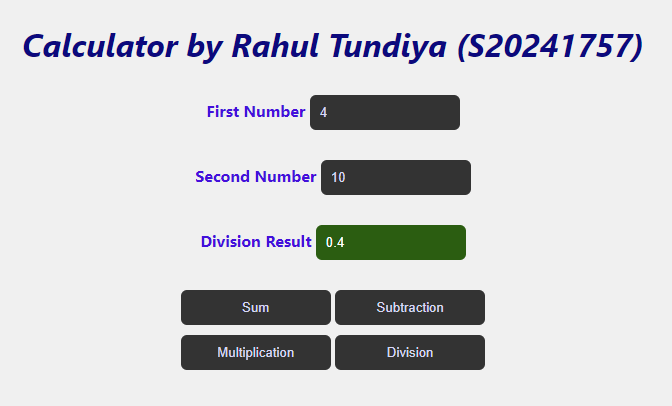 Calculator by Rahul Tundiya (S20241757)
First Number 4
Second Number 10
Division Result 0.4
Sum Subtraction
Multiplication Division